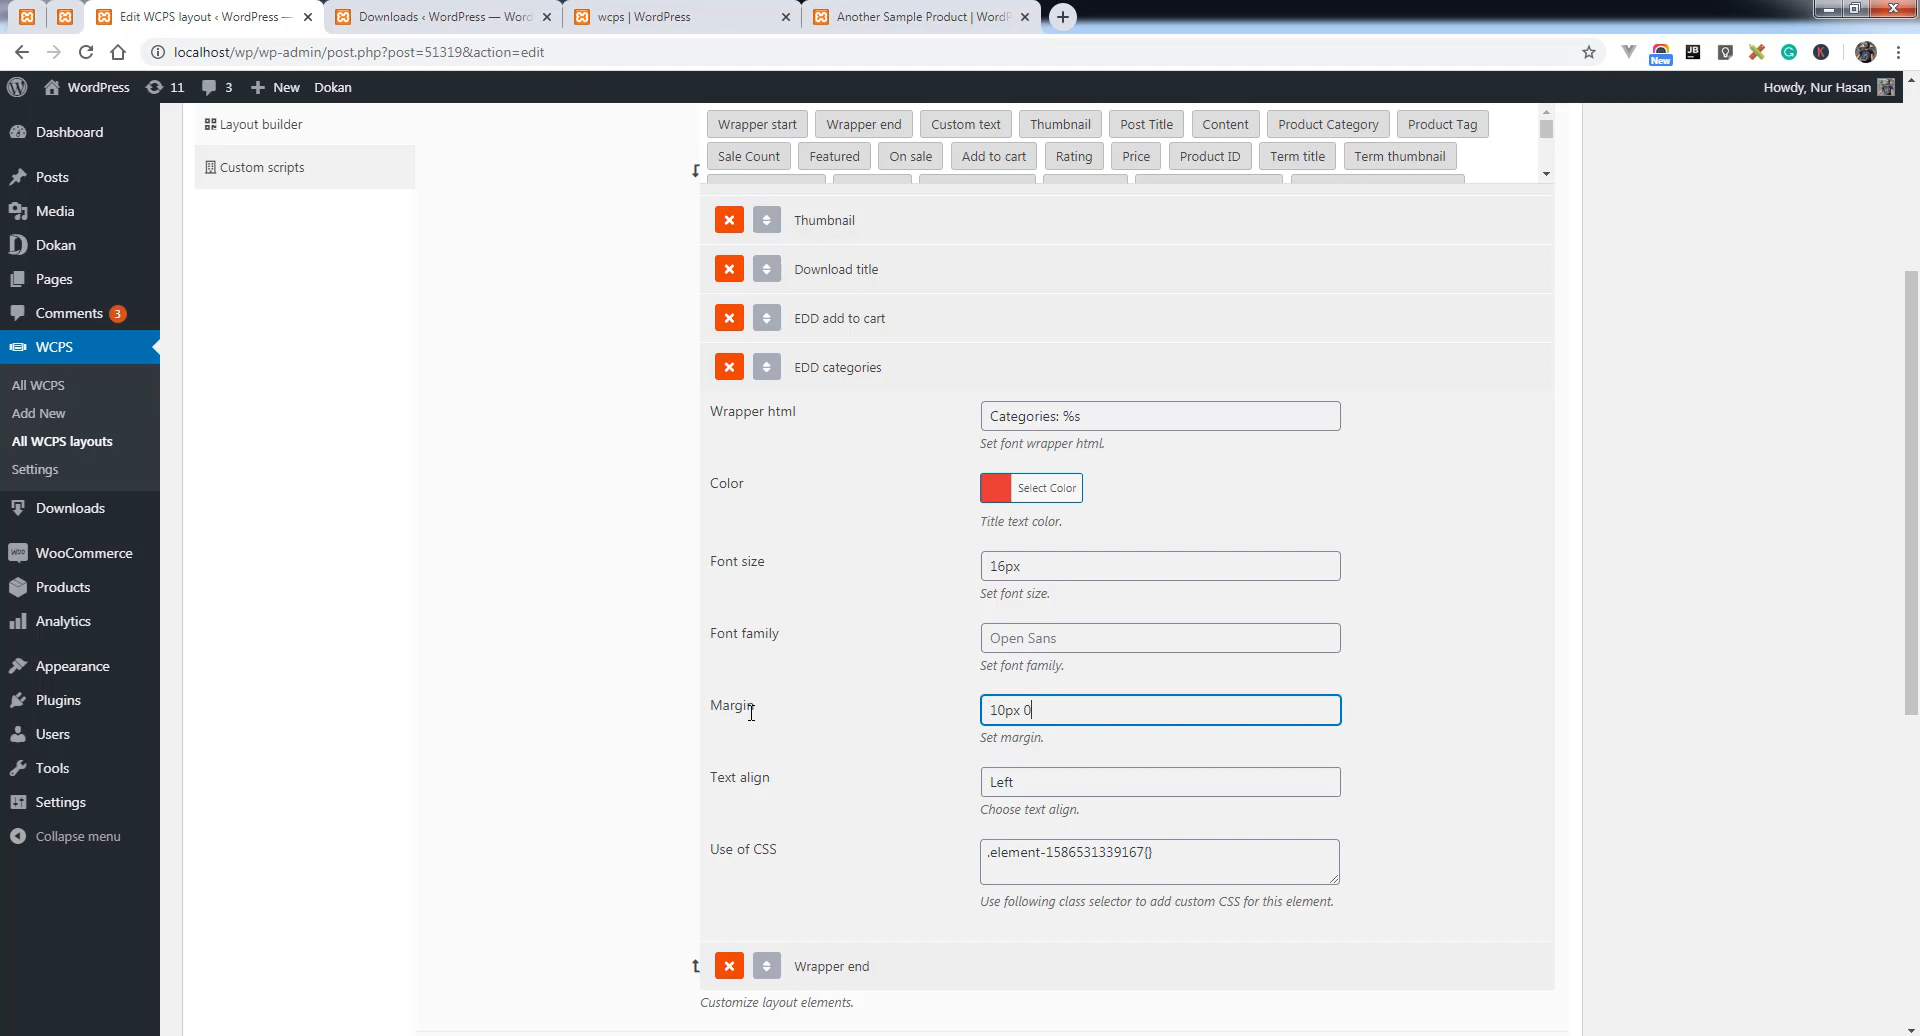 Edit WCPS layout ‹ WordPress —
Downloads ‹ WordPress — Word
wcps | WordPress
Another Sample Product | WordP
localhost/wp/wp-admin/post.php?post=51319&action=edit
New
JB
WordPress
11
3
New
Dokan
Howdy, Nur Hasan
Dashboard
Posts
Media
Dokan
Pages
Comments 3
WCPS
All WCPS
Add New
All WCPS layouts
Settings
Downloads
WooCommerce
Products
Analytics
Appearance
Plugins
Users
Tools
Settings
Collapse menu
Layout builder
Custom scripts
Wrapper start
Wrapper end
Custom text
Thumbnail
Post Title
Content
Product Category
Product Tag
Sale Count
Featured
On sale
Add to cart
Rating
Price
Product ID
Term title
Term thumbnail
Thumbnail
Download title
EDD add to cart
EDD categories
Wrapper html
Categories: %s
Set font wrapper html.
Color
Select Color
Title text color.
Font size
16px
Set font size.
Font family
Open Sans
Set font family.
Margin
10px 0
Set margin.
Text align
Left
Choose text align.
Use of CSS
.element-1586531339167{}
Use following class selector to add custom CSS for this element.
Wrapper end
Customize layout elements.